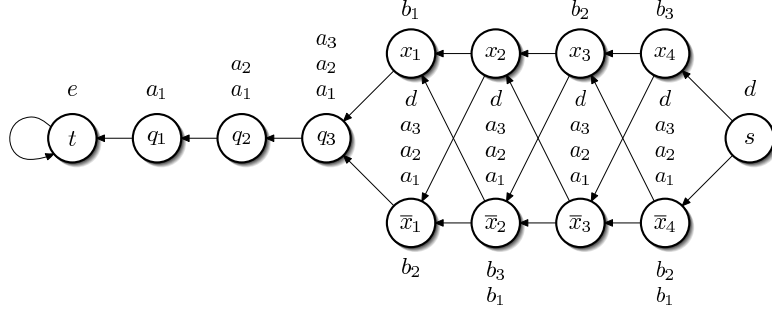 b₁ b₂ b₃
a₃
x₁ x₂ x₃ x₄
a₂ a₂
e a₁ a₁ a₁ d
d d d d
a₃ a₃ a₃ a₃
t q₁ q₂ q₃ s
a₂ a₂ a₂ a₂
a₁ a₁ a₁ a₁
x̅₁ x̅₂ x̅₃ x̅₄
b₂ b₃ b₂
b₁ b₁